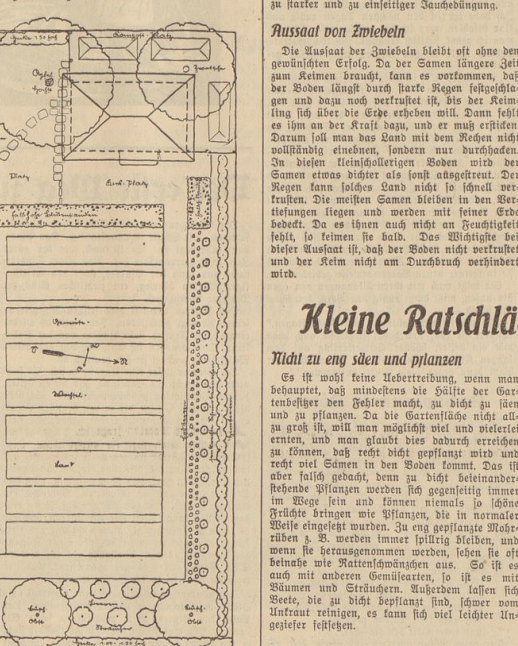 Hecke 1.20 hoch
Kompost-Platz
Platz
Gemüse.
Wechsel.
S
N
W
O
Obst
Obst
zu starker und zu einseitiger Jauchedüngung.
Aussaat von Zwiebeln
Die Aussaat der Zwiebeln bleibt oft ohne den
gewünschten Erfolg. Da der Samen längere Zeit
zum Keimen braucht, kann es vorkommen, daß
der Boden längst durch starke Regen festgeschla-
gen und dazu noch verkrustet ist, bis der Keim-
ling sich über die Erde erheben will. Dann fehlt
es ihm an der Kraft dazu, und er muß ersticken.
Darum soll man das Land mit dem Rechen nicht
vollständig einebnen, sondern nur durchhacken.
In diesen kleinscholligen Boden wird der
Samen etwas dichter als sonst ausgestreut. Der
Regen kann solches Land nicht so schnell ver-
krusten. Die meisten Samen bleiben in den Ver-
tiefungen liegen und werden mit feiner Erde
bedeckt. Da es ihnen auch nicht an Feuchtigkeit
fehlt, so keimen sie bald. Das Wichtigste bei
dieser Aussaat ist, daß der Boden nicht verkrustet
und der Keim nicht am Durchbruch verhindert
wird.
Kleine Ratschlä
Nicht zu eng säen und pflanzen
Es ist wohl keine Uebertreibung, wenn man
behauptet, daß mindestens die Hälfte der Gar-
tenbesitzer den Fehler macht, zu dicht zu säen
und zu pflanzen. Da die Gartenfläche nicht all-
zu groß ist, will man möglichst viel und vielerlei
ernten, und man glaubt dies dadurch erreichen
zu können, daß recht dicht gepflanzt wird und
recht viel Samen in den Boden kommt. Das ist
aber falsch gedacht, denn zu dicht beieinander-
stehende Pflanzen werden sich gegenseitig immer
im Wege sein und können niemals so schöne
Früchte bringen wie Pflanzen, die in normaler
Weise eingesetzt wurden. Zu eng gepflanzte Mohr-
rüben z. B. werden immer spillrig bleiben, und
wenn sie herausgenommen werden, sehen sie oft
beinahe wie Rattenschwänzchen aus. So ist es
auch mit anderen Gemüsearten, so ist es mit
Bäumen und Sträuchern. Außerdem lassen sich
Beete, die zu dicht bepflanzt sind, schwer vom
Unkraut reinigen, es kann sich viel leichter Un-
geziefer festsetzen.